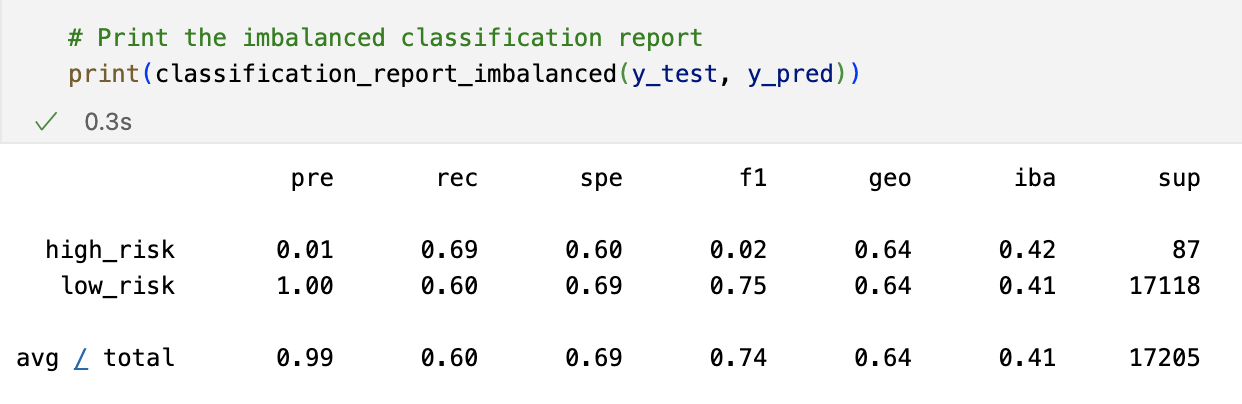 # Print the imbalanced classification report
print(classification_report_imbalanced(y_test, y_pred))
0.3s
pre rec spe f1 geo iba sup
high_risk 0.01 0.69 0.60 0.02 0.64 0.42 87
low_risk 1.00 0.60 0.69 0.75 0.64 0.41 17118
avg / total 0.99 0.60 0.69 0.74 0.64 0.41 17205